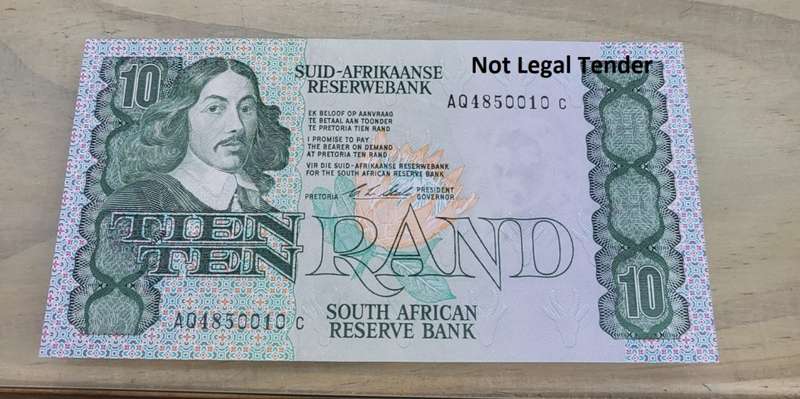 Not Legal Tender
10
SUID-AFRIKAANSE
RESERWEBANK
AQ4850010 C
EK BELOOF OP AANVRAAG
TE BETAAL AAN TOONDER
TE PRETORIA TIEN RAND
I PROMISE TO PAY
THE BEARER ON DEMAND
AT PRETORIA TEN RAND
VIR DIE SUID-AFRIKAANSE RESERWEBANK
FOR THE SOUTH AFRICAN RESERVE BANK
PRETORIA
PRESIDENT
GOVERNOR
TIEN
TEN RAND
10
AQ4850010 C
SOUTH AFRICAN
RESERVE BANK